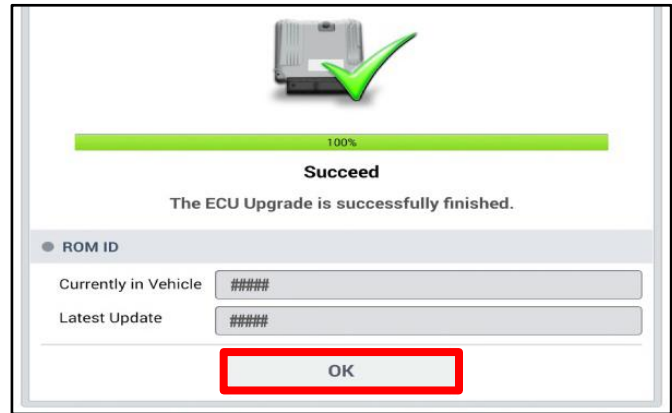 100%
Succeed
The ECU Upgrade is successfully finished.
ROM ID
Currently in Vehicle #####
Latest Update #####
OK